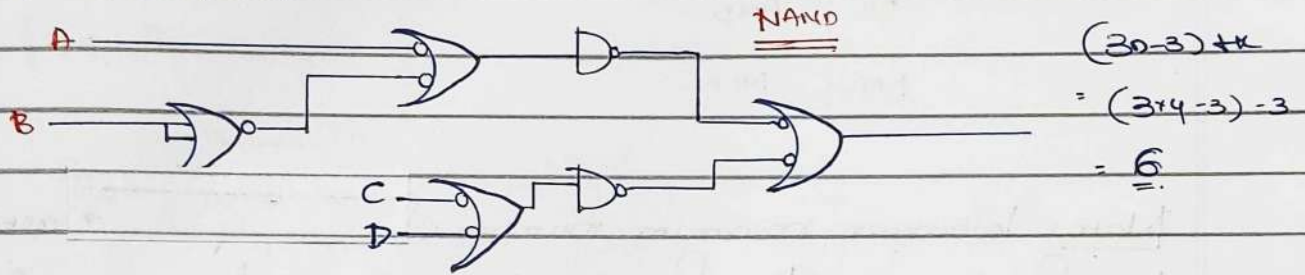 NAND
A
B
C
D
(3n-3) ± k
= (3*4-3) - 3
= 6